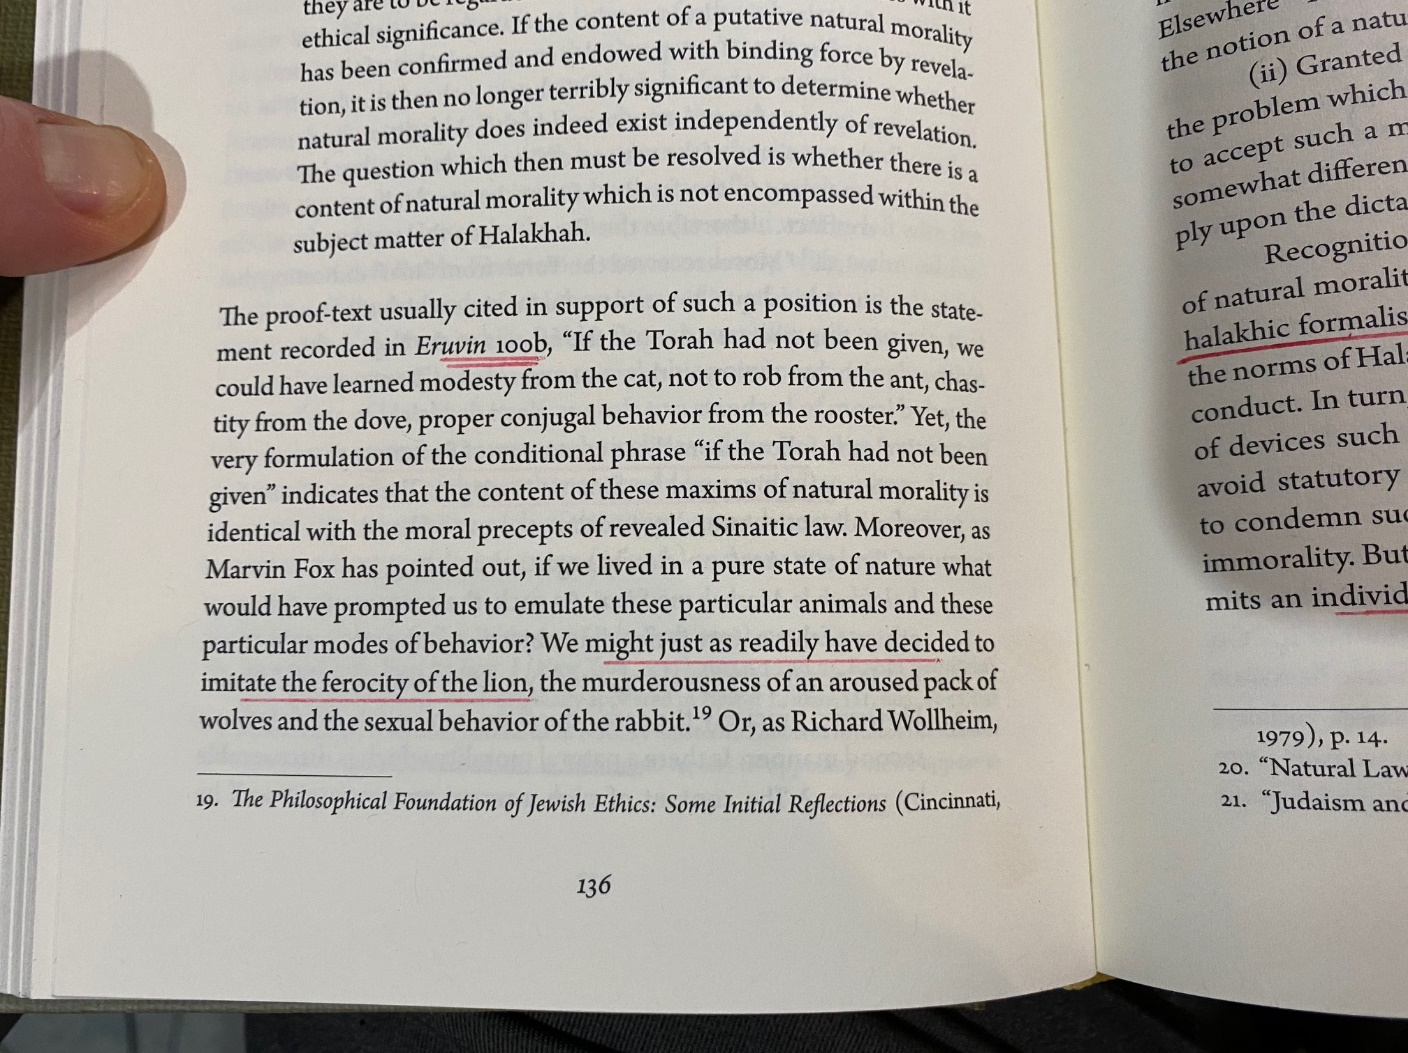 they are to be
with it
ethical significance. If the content of a putative natural morality
has been confirmed and endowed with binding force by revela-
tion, it is then no longer terribly significant to determine whether
natural morality does indeed exist independently of revelation.
The question which then must be resolved is whether there is a
content of natural morality which is not encompassed within the
subject matter of Halakhah.
The proof-text usually cited in support of such a position is the state-
ment recorded in Eruvin 100b, “If the Torah had not been given, we
could have learned modesty from the cat, not to rob from the ant, chas-
tity from the dove, proper conjugal behavior from the rooster.” Yet, the
very formulation of the conditional phrase “if the Torah had not been
given” indicates that the content of these maxims of natural morality is
identical with the moral precepts of revealed Sinaitic law. Moreover, as
Marvin Fox has pointed out, if we lived in a pure state of nature what
would have prompted us to emulate these particular animals and these
particular modes of behavior? We might just as readily have decided to
imitate the ferocity of the lion, the murderousness of an aroused pack of
wolves and the sexual behavior of the rabbit.19 Or, as Richard Wollheim,
19. The Philosophical Foundation of Jewish Ethics: Some Initial Reflections (Cincinnati,
136
Elsewhere
the notion of a natu
(ii) Granted
the problem which
to accept such a m
somewhat differen
ply upon the dicta
Recognitio
of natural moralit
halakhic formalis
the norms of Hal
conduct. In turn,
of devices such
avoid statutory
to condemn suc
immorality. But
mits an individ
1979), p. 14.
20. “Natural Law
21. “Judaism and